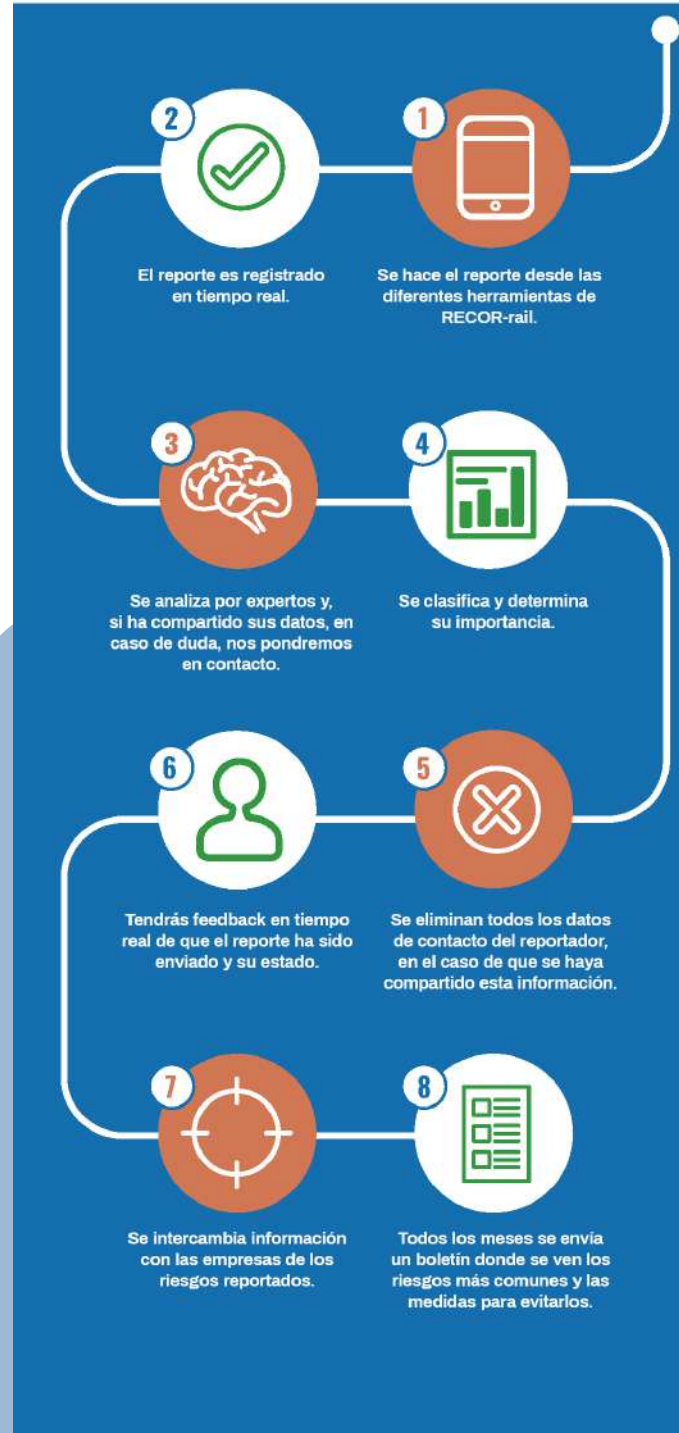 1
Se hace el reporte desde las
diferentes herramientas de
RECOR-rail.
2
El reporte es registrado
en tiempo real.
3
Se analiza por expertos y,
si ha compartido sus datos, en
caso de duda, nos pondremos
en contacto.
4
Se clasifica y determina
su importancia.
5
Se eliminan todos los datos
de contacto del reportador,
en el caso de que se haya
compartido esta información.
6
Tendrás feedback en tiempo
real de que el reporte ha sido
enviado y su estado.
7
Se intercambia información
con las empresas de los
riesgos reportados.
8
Todos los meses se envía
un boletín donde se ven los
riesgos más comunes y las
medidas para evitarlos.